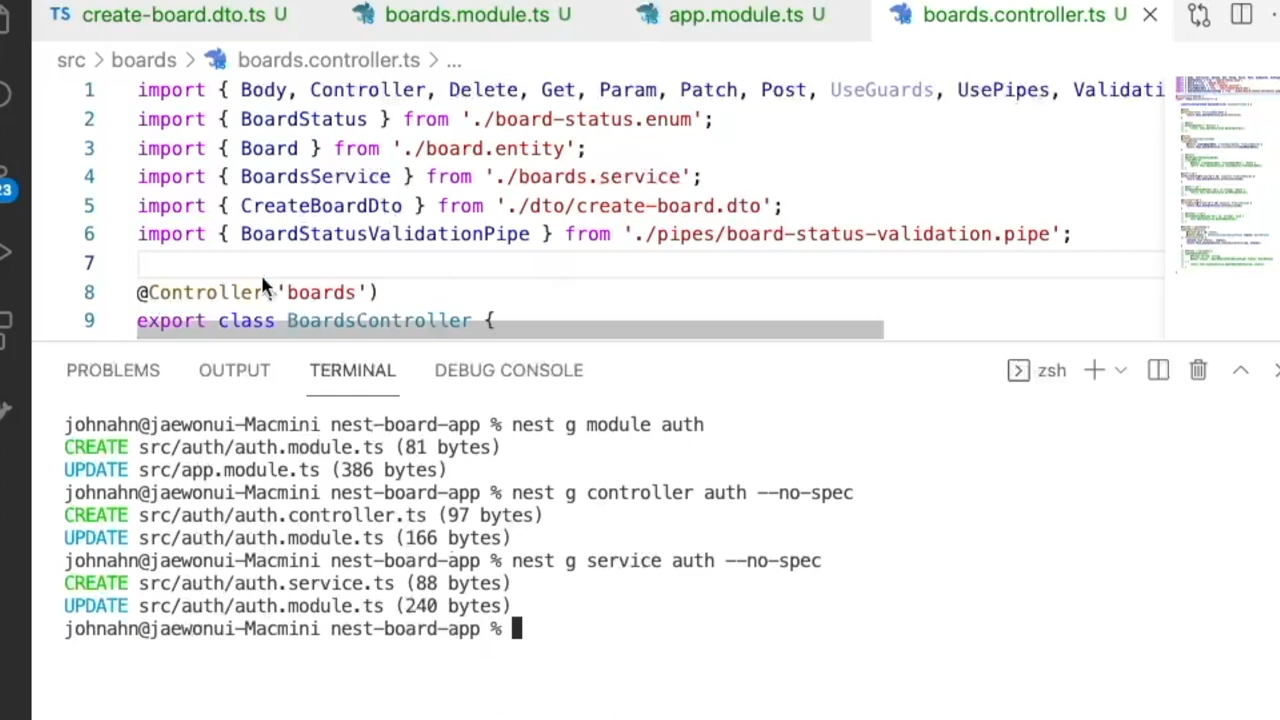 TS create-board.dto.ts U boards.module.ts U app.module.ts U boards.controller.ts U
src > boards > boards.controller.ts > ...
1 import { Body, Controller, Delete, Get, Param, Patch, Post, UseGuards, UsePipes, Validati
2 import { BoardStatus } from './board-status.enum';
3 import { Board } from './board.entity';
4 import { BoardsService } from './boards.service';
5 import { CreateBoardDto } from './dto/create-board.dto';
6 import { BoardStatusValidationPipe } from './pipes/board-status-validation.pipe';
7
8 @Controller('boards')
9 export class BoardsController {
23
PROBLEMS OUTPUT TERMINAL DEBUG CONSOLE zsh
johnahn@jaewonui-Macmini nest-board-app % nest g module auth
CREATE src/auth/auth.module.ts (81 bytes)
UPDATE src/app.module.ts (386 bytes)
johnahn@jaewonui-Macmini nest-board-app % nest g controller auth --no-spec
CREATE src/auth/auth.controller.ts (97 bytes)
UPDATE src/auth/auth.module.ts (166 bytes)
johnahn@jaewonui-Macmini nest-board-app % nest g service auth --no-spec
CREATE src/auth/auth.service.ts (88 bytes)
UPDATE src/auth/auth.module.ts (240 bytes)
johnahn@jaewonui-Macmini nest-board-app %